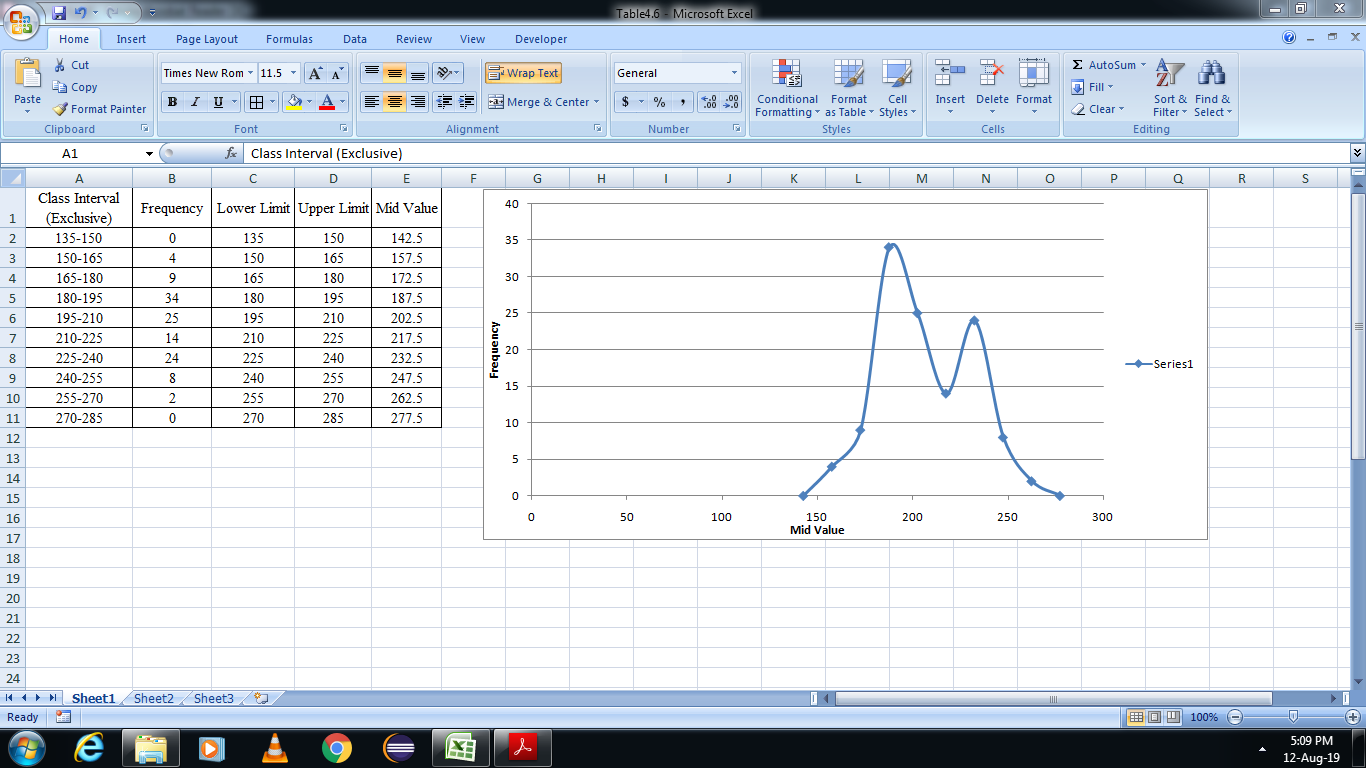 Table4.6 - Microsoft Excel
Home Insert Page Layout Formulas Data Review View Developer
Paste
Cut
Copy
Format Painter
Clipboard
Times New Rom 11.5
B I U
Font
Wrap Text
Merge & Center
Alignment
General
$ % , .00
Number
Conditional Formatting
Format as Table
Cell Styles
Styles
Insert Delete Format
Cells
Σ AutoSum
Fill
Clear
Sort & Filter
Find & Select
Editing
A1 fx Class Interval (Exclusive)
A B C D E F G H I J K L M N O P Q R S
1 Class Interval (Exclusive) Frequency Lower Limit Upper Limit Mid Value
2 135-150 0 135 150 142.5
3 150-165 4 150 165 157.5
4 165-180 9 165 180 172.5
5 180-195 34 180 195 187.5
6 195-210 25 195 210 202.5
7 210-225 14 210 225 217.5
8 225-240 24 225 240 232.5
9 240-255 8 240 255 247.5
10 255-270 2 255 270 262.5
11 270-285 0 270 285 277.5
12
13
14
15
16
17
18
19
20
21
22
23
24
40
35
30
25
20
15
10
5
0
Frequency
0 50 100 150 200 250 300
Mid Value
Series1
Sheet1 Sheet2 Sheet3
Ready 100%
5:09 PM
12-Aug-19